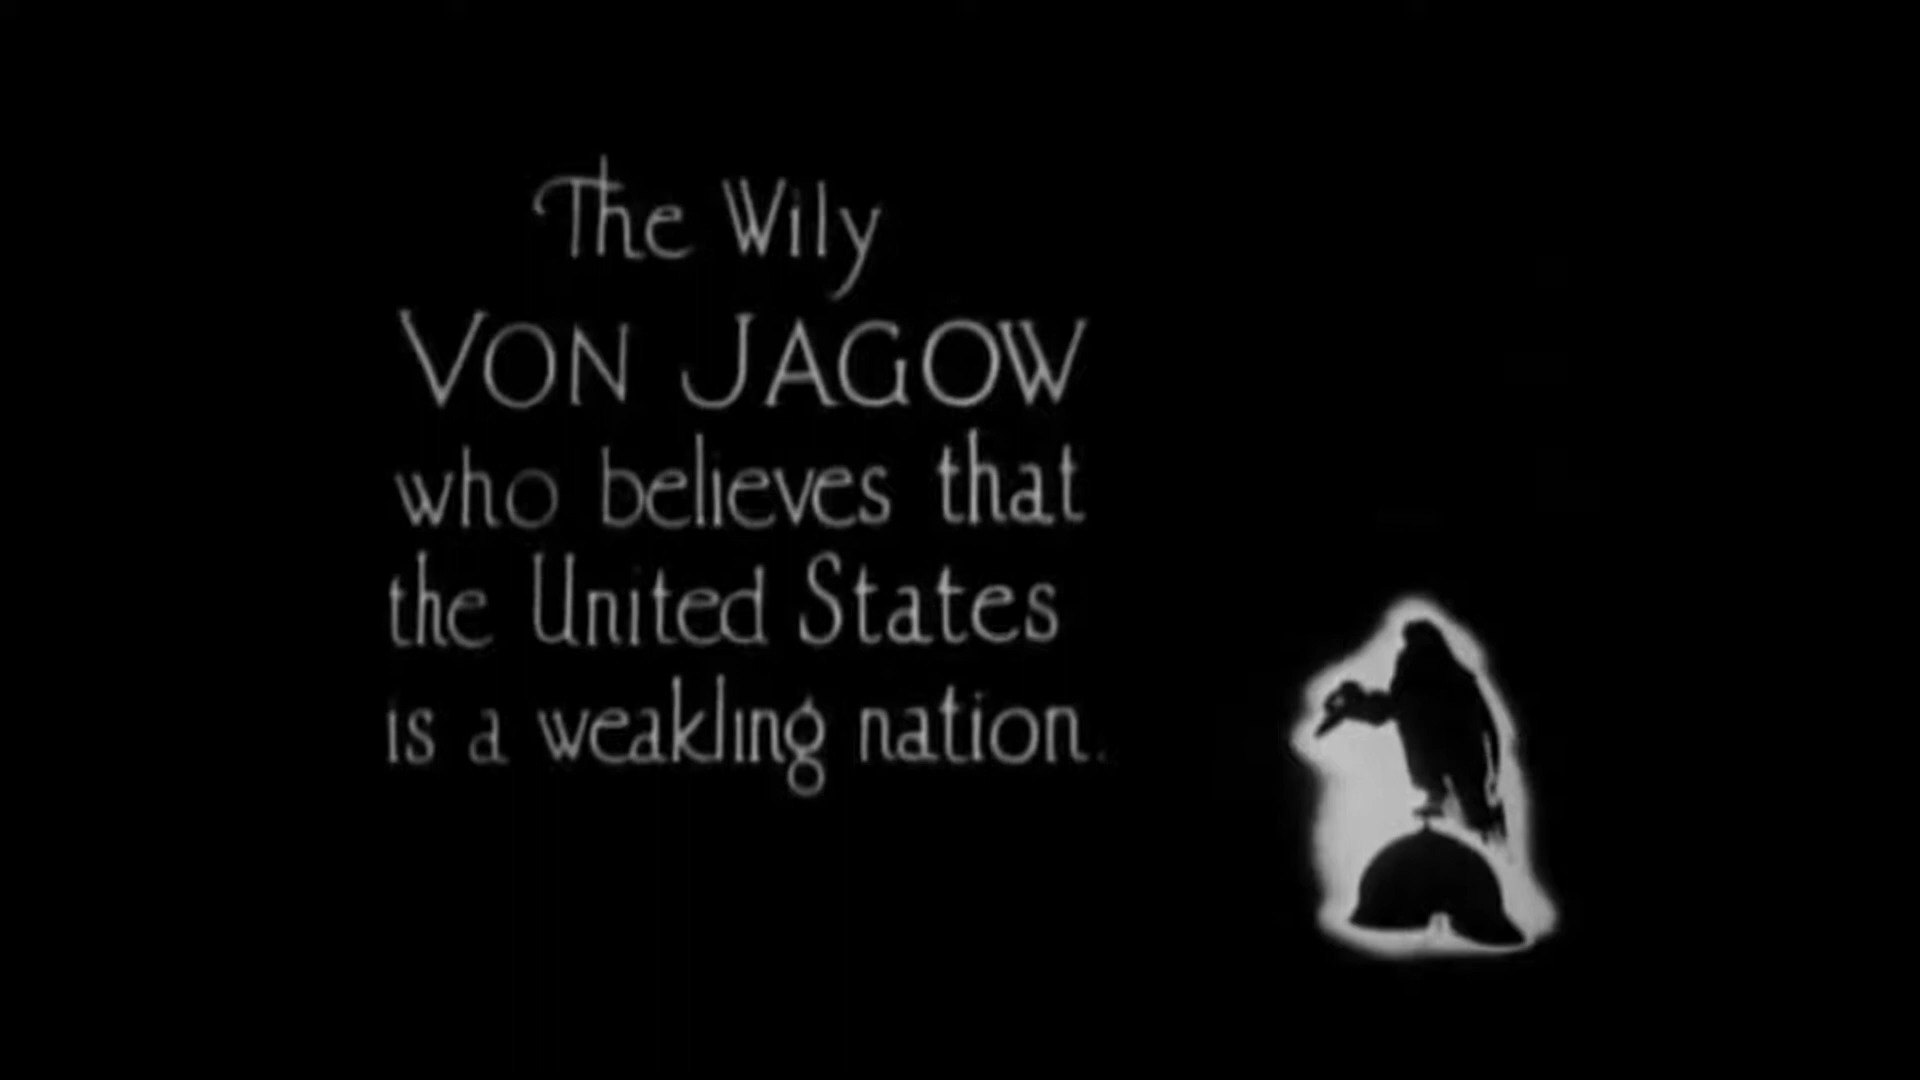 The Wily
VON JAGOW
who believes that
the United States
is a weakling nation.